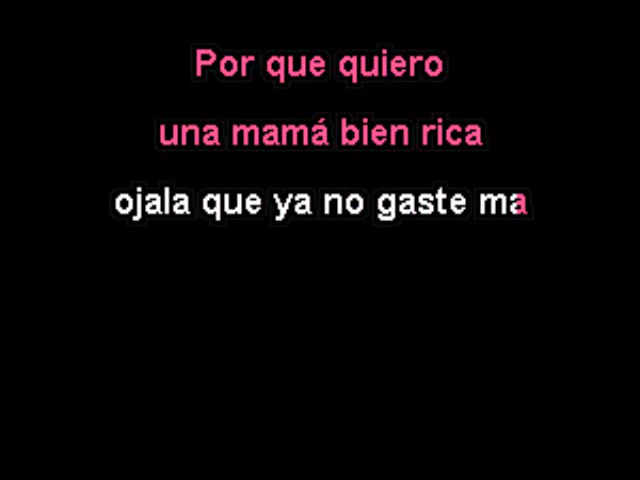 Por que quiero
una mamá bien rica
ojala que ya no gaste ma